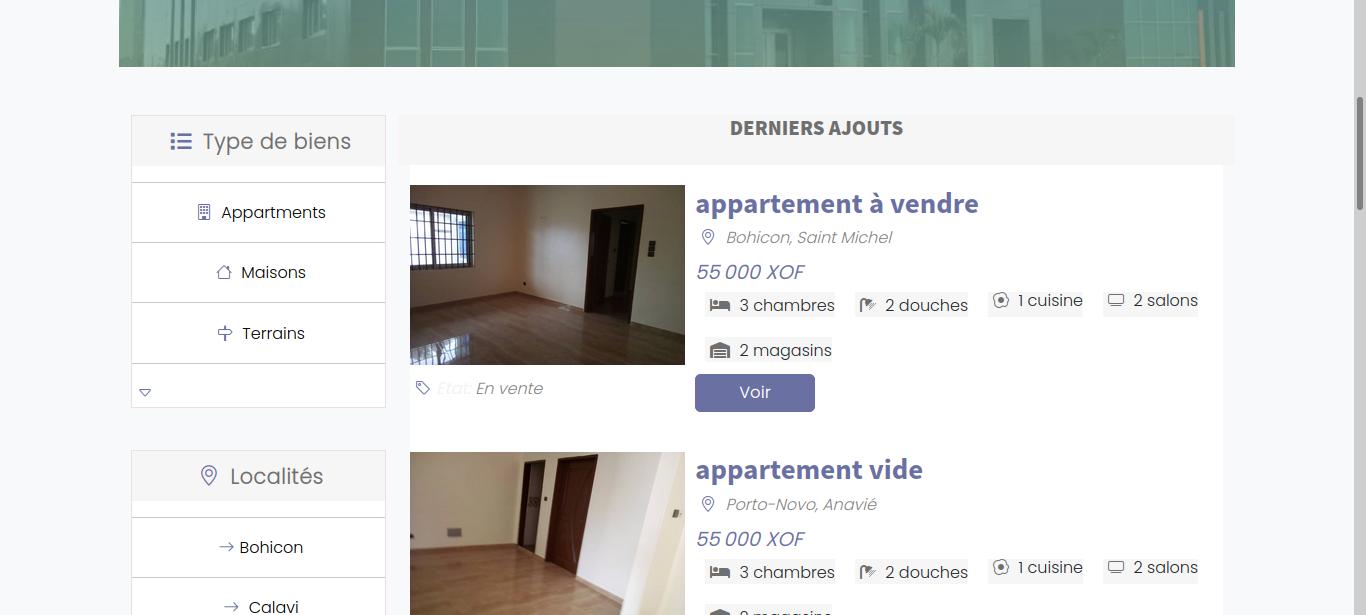 Type de biens
Appartments
Maisons
Terrains
Localités
Bohicon
Calavi
DERNIERS AJOUTS
appartement à vendre
Bohicon, Saint Michel
55 000 XOF
3 chambres 2 douches 1 cuisine 2 salons
2 magasins
Etat: En vente
Voir
appartement vide
Porto-Novo, Anavié
55 000 XOF
3 chambres 2 douches 1 cuisine 2 salons